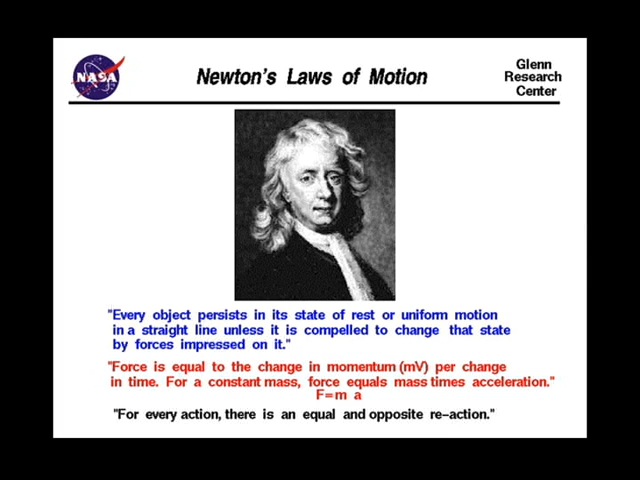 NASA
Newton's Laws of Motion
Glenn
Research
Center
"Every object persists in its state of rest or uniform motion
in a straight line unless it is compelled to change that state
by forces impressed on it."
"Force is equal to the change in momentum (mV) per change
in time. For a constant mass, force equals mass times acceleration."
F=m a
"For every action, there is an equal and opposite re-action."